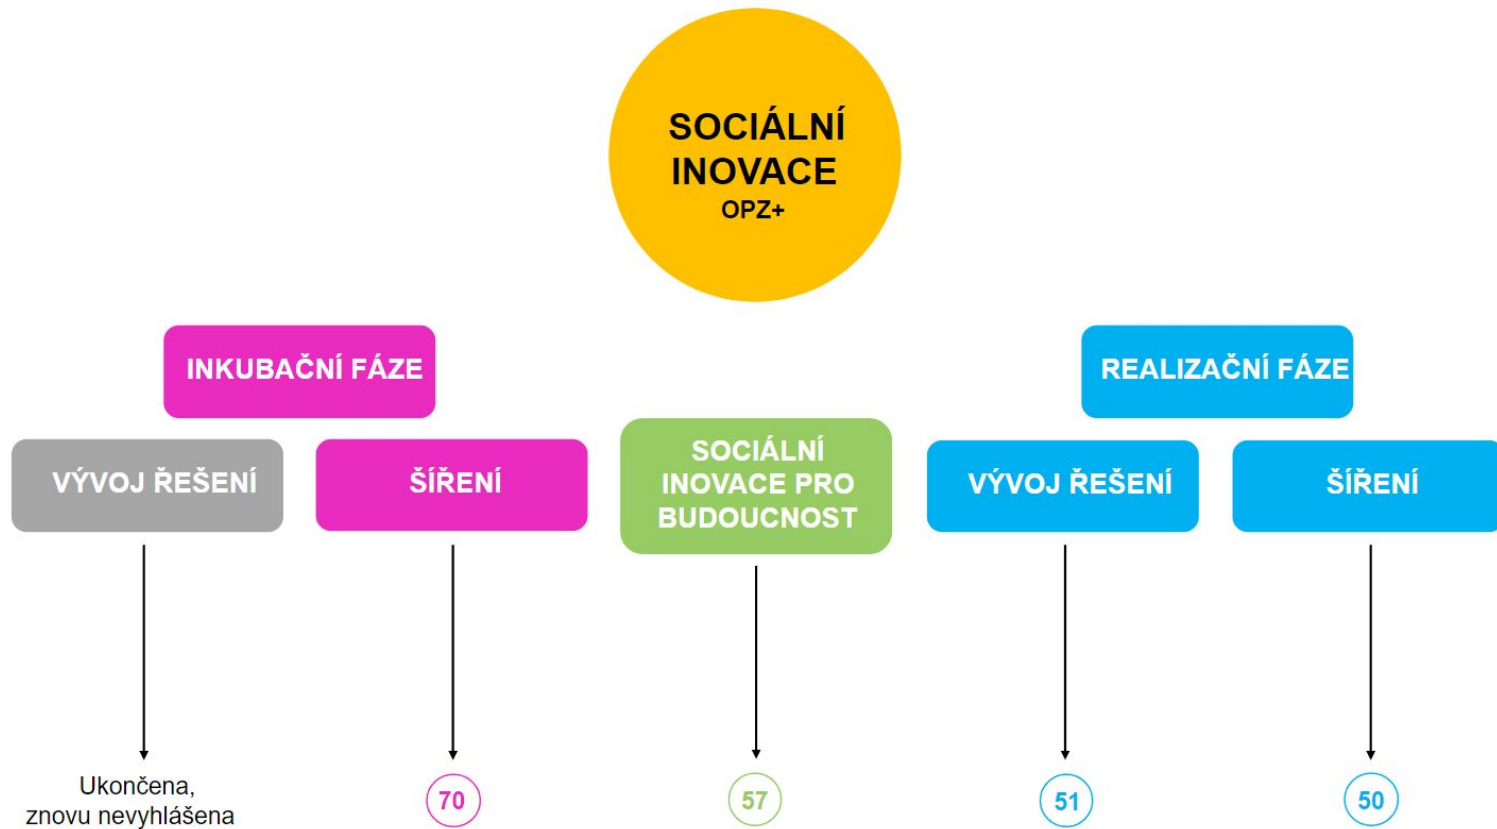 SOCIÁLNÍ
INOVACE
OPZ+
INKUBAČNÍ FÁZE
REALIZAČNÍ FÁZE
VÝVOJ ŘEŠENÍ
ŠÍŘENÍ
SOCIÁLNÍ
INOVACE PRO
BUDOUCNOST
VÝVOJ ŘEŠENÍ
ŠÍŘENÍ
Ukončena,
znovu nevyhlášena
70
57
51
50